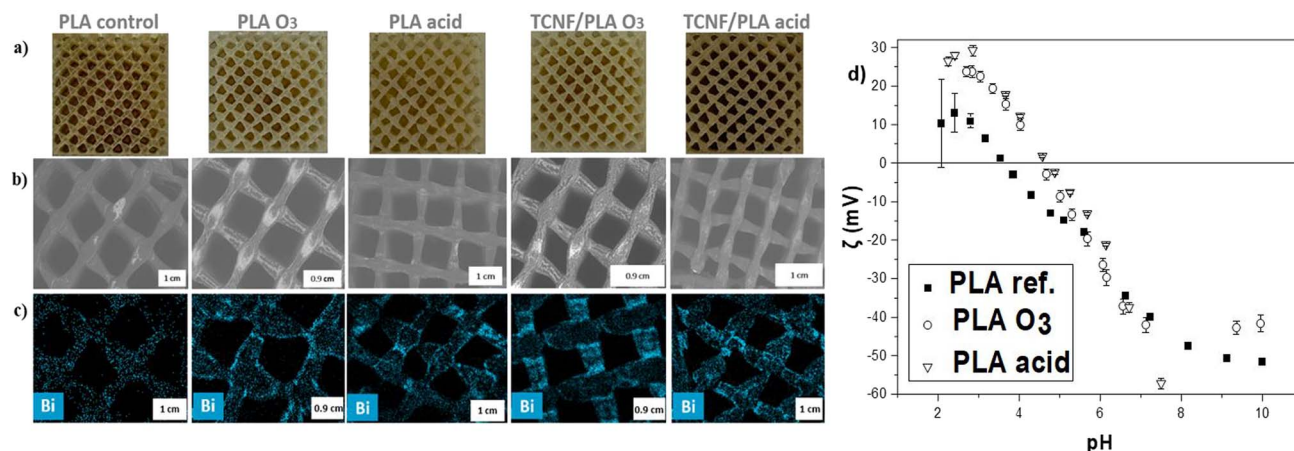 PLA control PLA O3 PLA acid TCNF/PLA O3 TCNF/PLA acid
a)
b)
1 cm 0.9 cm 1 cm 0.9 cm 1 cm
c)
Bi 1 cm Bi 0.9 cm Bi 1 cm Bi 0.9 cm Bi 1 cm
d)
30
20
10
0
-10
-20
-30
-40
-50
-60
ζ (mV)
PLA ref.
PLA O3
PLA acid
2 4 6 8 10
pH